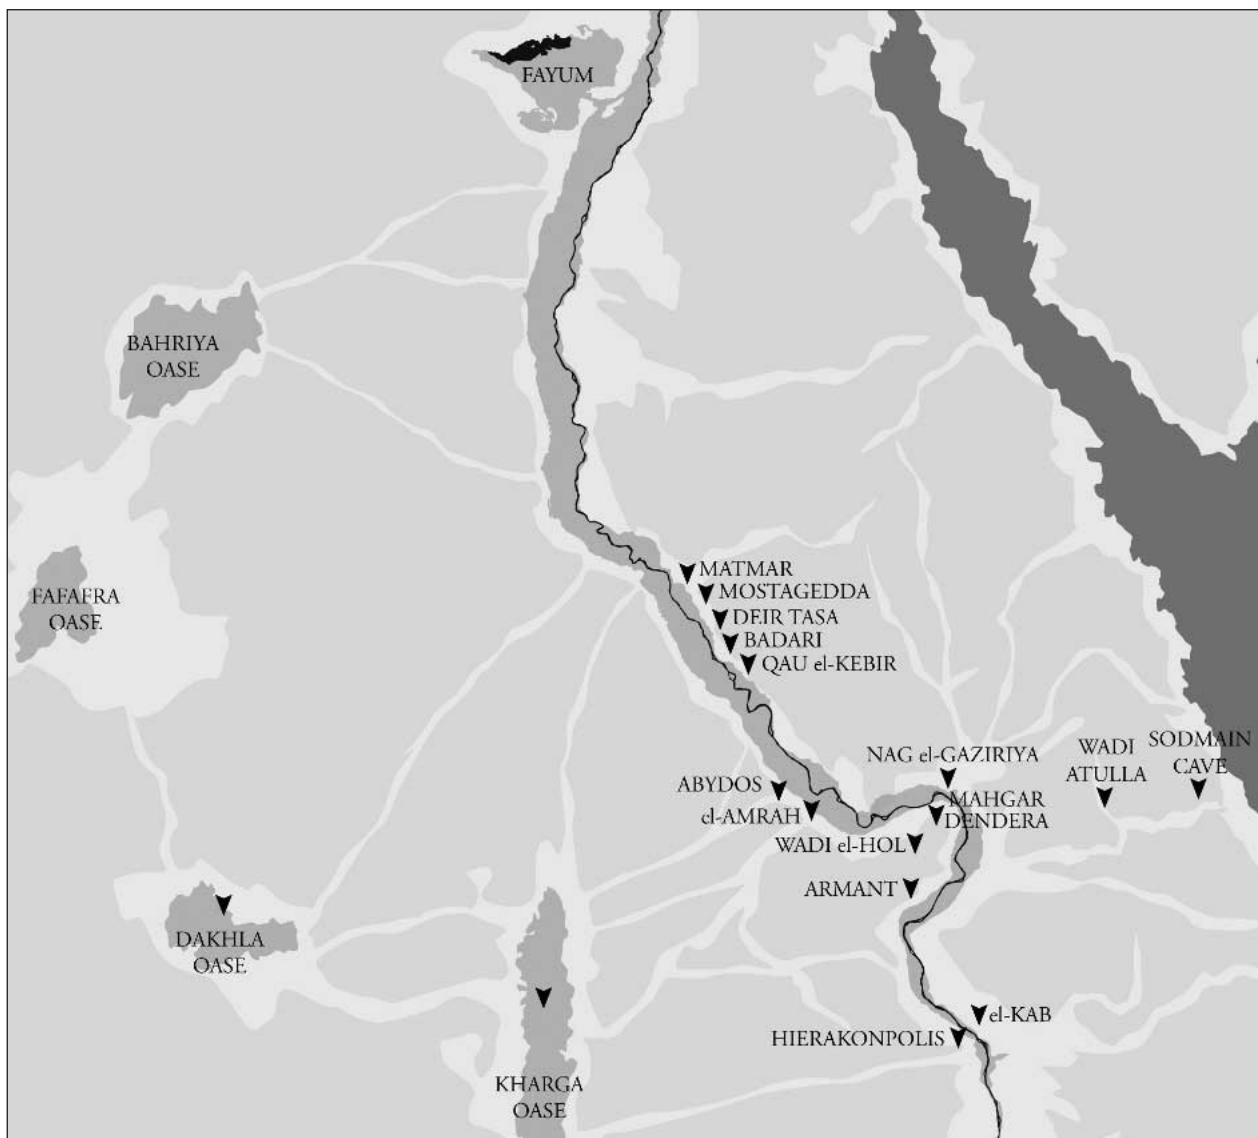 FAYUM
BAHRIYA
OASE
FAFAFRA
OASE
MATMAR
MOSTAGEDDA
DEIR TASA
BADARI
QAU el-KEBIR
NAG el-GAZIRIYA
WADI
ATULLA
SODMAIN
CAVE
ABYDOS
el-AMRAH
MAHGAR
DENDERA
WADI el-HOL
ARMANT
DAKHLA
OASE
el-KAB
HIERAKONPOLIS
KHARGA
OASE